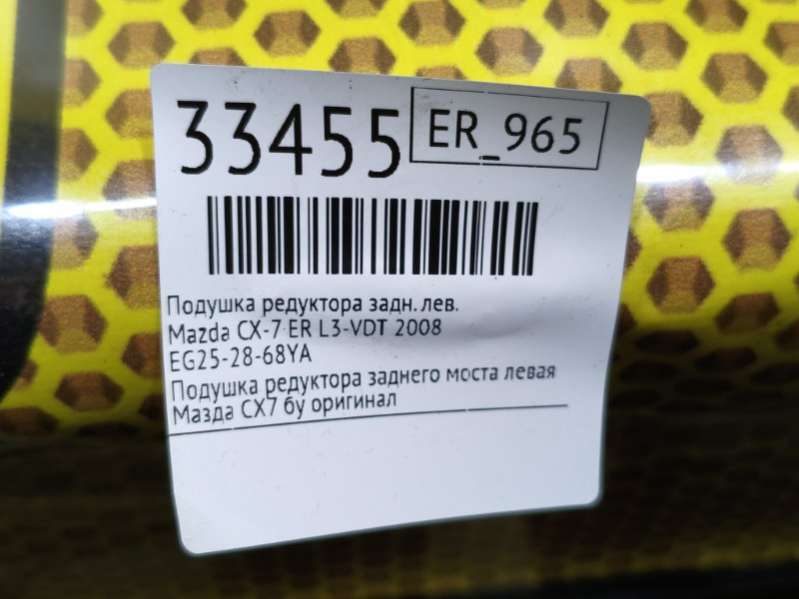 33455 ER_965
Подушка редуктора задн. лев.
Mazda CX-7 ER L3-VDT 2008
EG25-28-68YA
Подушка редуктора заднего моста левая
Мазда СХ7 бу оригинал